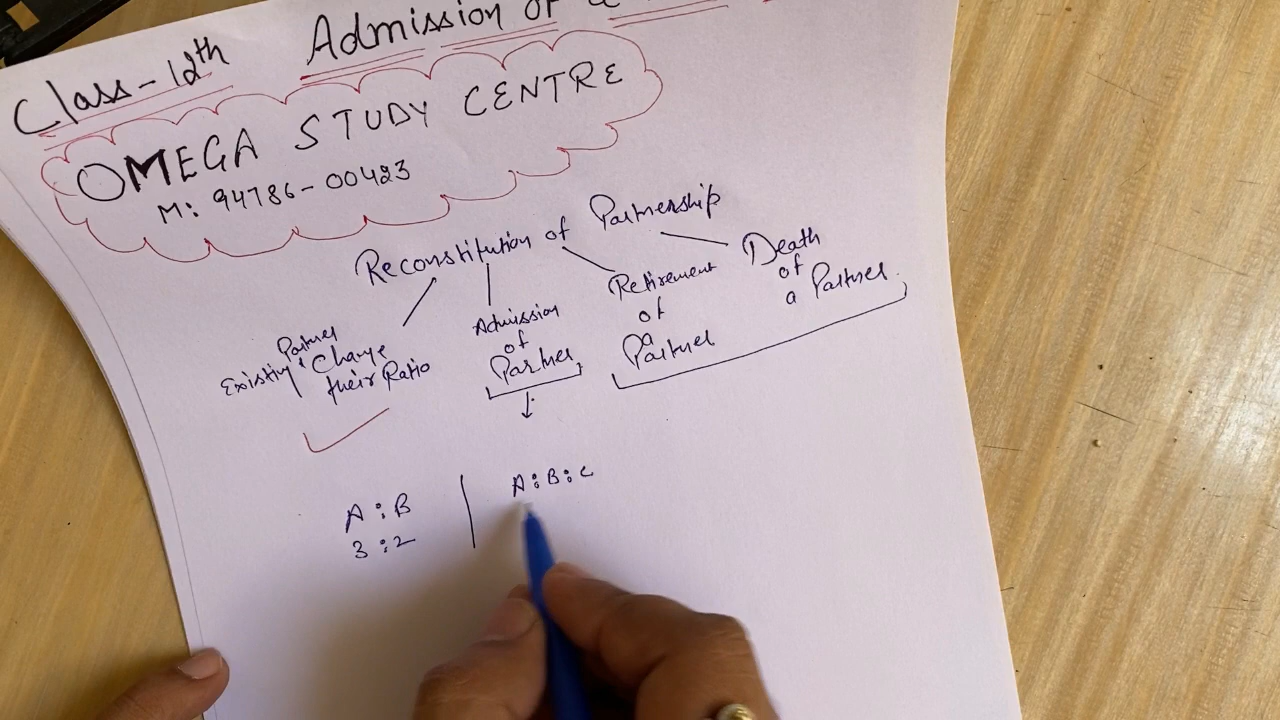 Class-12th Admission of a
OMEGA STUDY CENTRE
M: 94786-00423
Reconstitution of Partnership
Existing Partner Change
their Ratio
Admission
of
Partner
Retirement
of
a
Partner
Death
of
a Partner
A : B
3 : 2
A : B : C